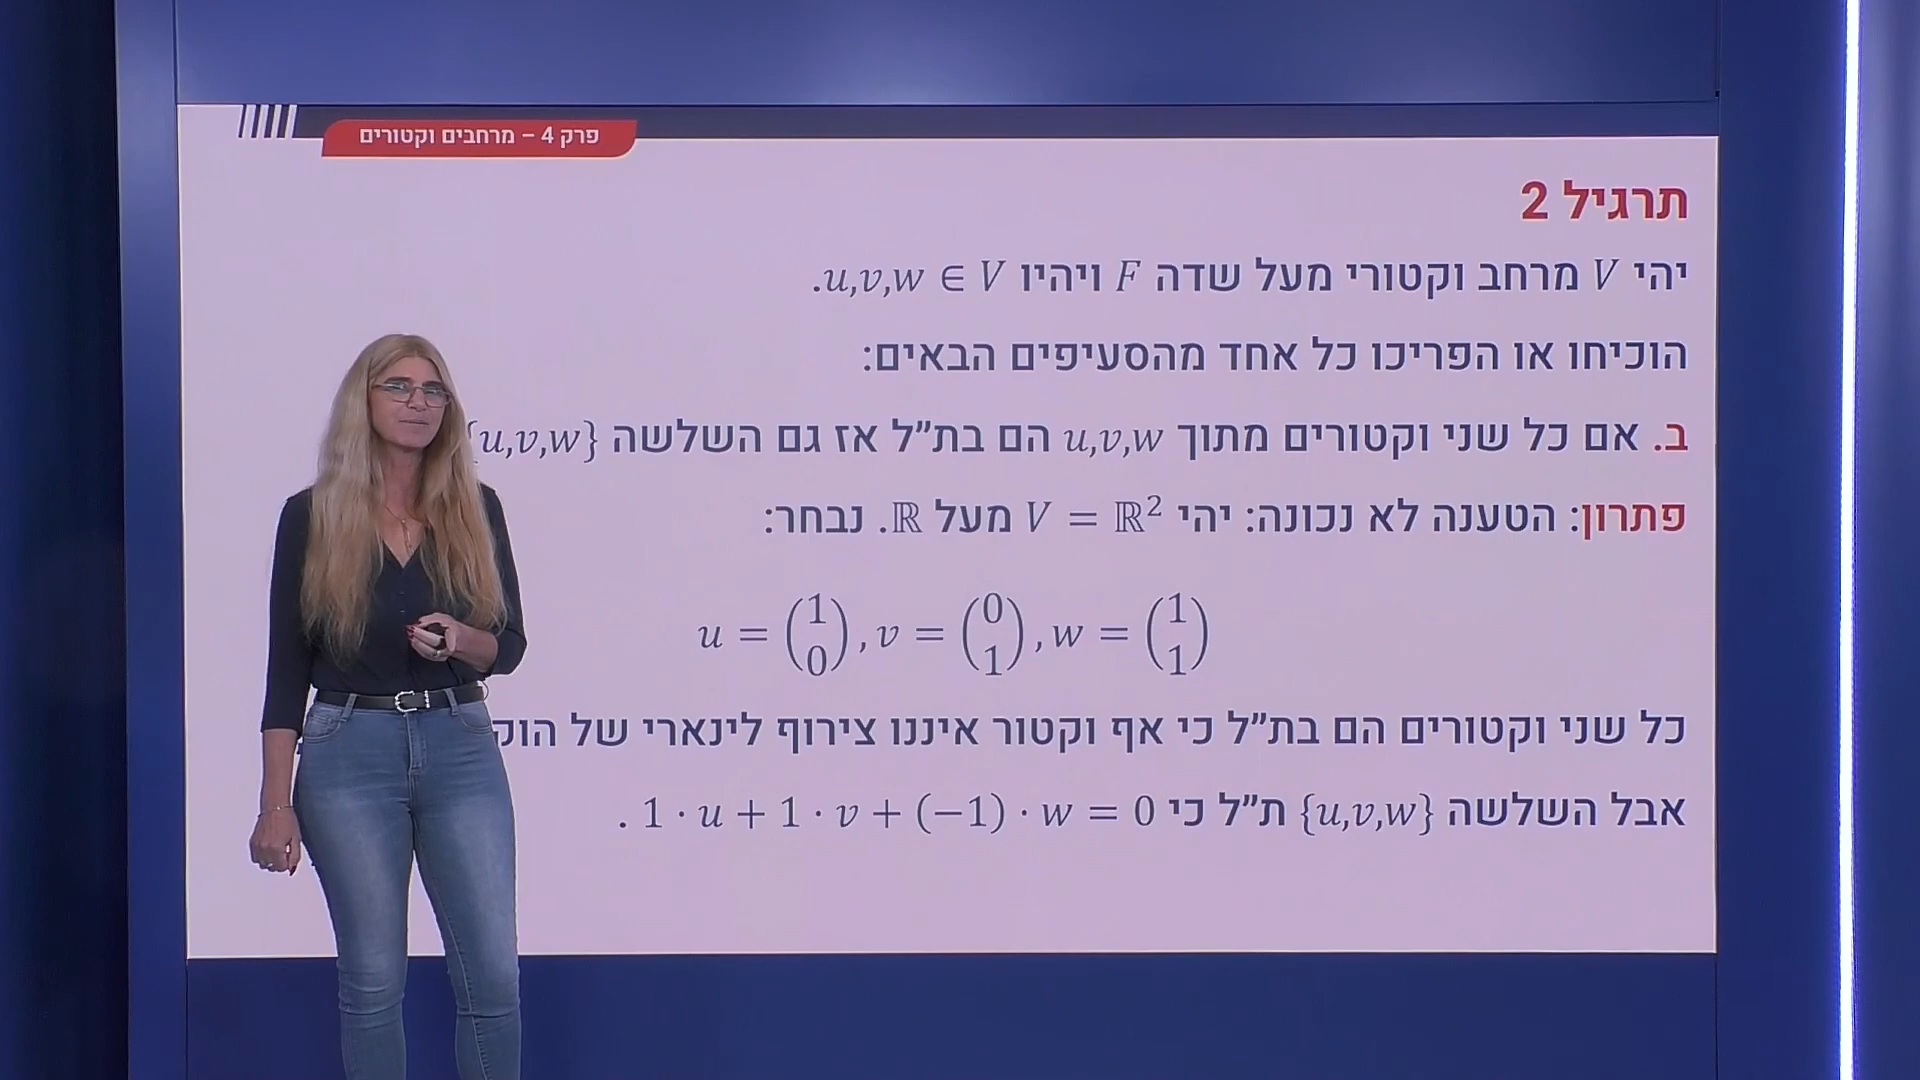 פרק 4 – מרחבים וקטורים
תרגיל 2
יהי V מרחב וקטורי מעל שדה F ויהיו u,v,w ∈ V.
הוכיחו או הפריכו כל אחד מהסעיפים הבאים:
ב. אם כל שני וקטורים מתוך u,v,w הם בת״ל אז גם השלשה {u,v,w}
פתרון: הטענה לא נכונה: יהי V = ℝ² מעל ℝ. נבחר:
u = (1 0), v = (0 1), w = (1 1)
כל שני וקטורים הם בת״ל כי אף וקטור איננו צירוף לינארי של
אבל השלשה {u,v,w} ת״ל כי 1 · u + 1 · v + (−1) · w = 0 .